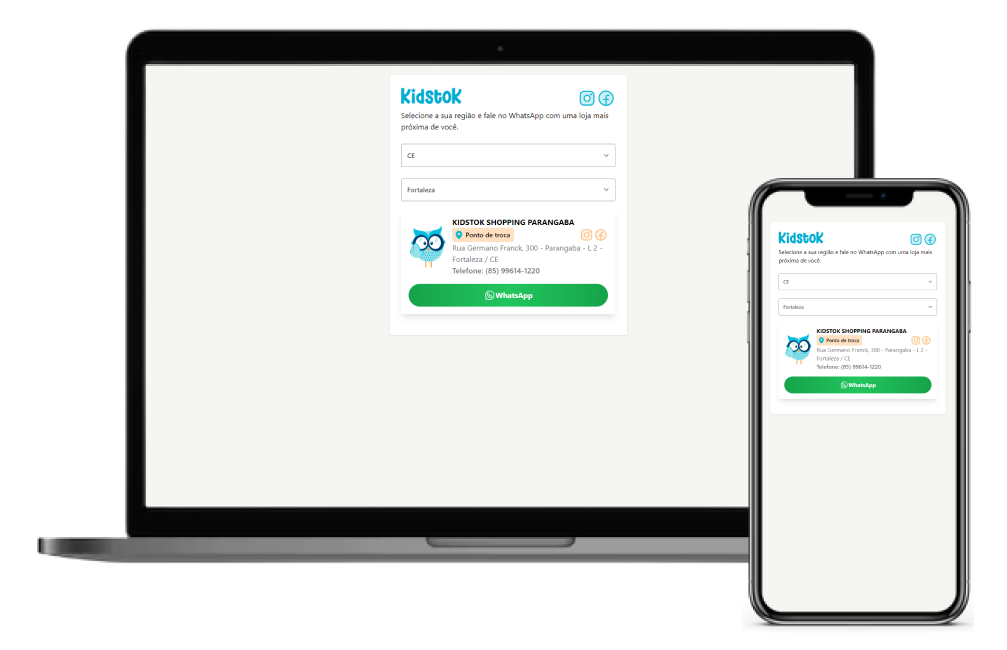 KidstoK
Selecione a sua região e fale no WhatsApp com uma loja mais
próxima de você.
CE
Fortaleza
KIDSTOK SHOPPING PARANGABA
Ponto de troca
Rua Germano Franck, 300 - Parangaba - L 2 -
Fortaleza / CE
Telefone: (85) 99614-1220
WhatsApp
KidstoK
Selecione a sua região e fale no WhatsApp com uma loja mais
próxima de você.
CE
Fortaleza
KIDSTOK SHOPPING PARANGABA
Ponto de troca
Rua Germano Franck, 300 - Parangaba - L 2 -
Fortaleza / CE
Telefone: (85) 99614-1220
WhatsApp